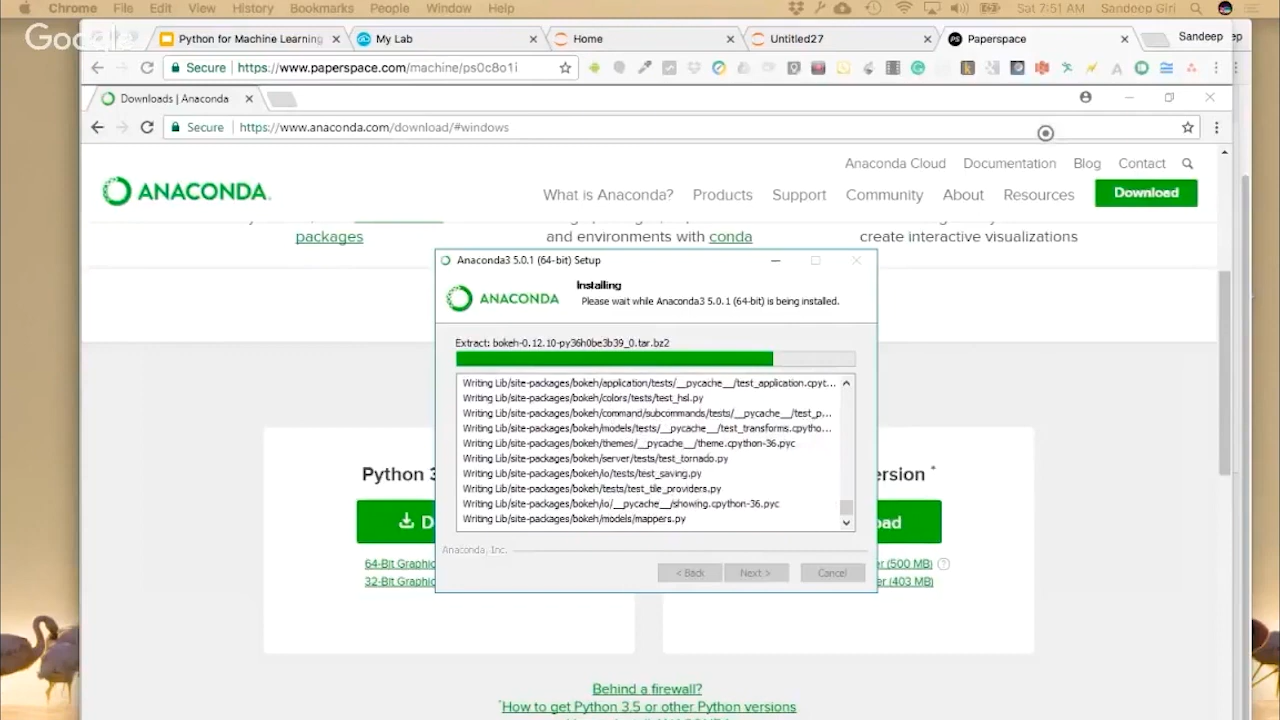 Chrome File Edit View History Bookmarks People Window Help Sat 7:51 AM Sandeep Giri
Python for Machine Learning My Lab Home Untitled27 Paperspace Sandeep
Secure https://www.paperspace.com/machine/ps0c8o1i
Downloads | Anaconda
Secure https://www.anaconda.com/download/#windows
Anaconda Cloud Documentation Blog Contact
ANACONDA
What is Anaconda? Products Support Community About Resources Download
packages and environments with conda create interactive visualizations
Anaconda3 5.0.1 (64-bit) Setup
ANACONDA
Installing
Please wait while Anaconda3 5.0.1 (64-bit) is being installed.
Extract: bokeh-0.12.10-py36h0be3b39_0.tar.bz2
Writing Lib/site-packages/bokeh/application/tests/__pycache__/test_application.cpyt...
Writing Lib/site-packages/bokeh/colors/tests/test_hsl.py
Writing Lib/site-packages/bokeh/command/subcommands/tests/__pycache__/test_p...
Writing Lib/site-packages/bokeh/models/tests/__pycache__/test_transforms.cpytho...
Writing Lib/site-packages/bokeh/themes/__pycache__/theme.cpython-36.pyc
Writing Lib/site-packages/bokeh/server/tests/test_tornado.py
Writing Lib/site-packages/bokeh/io/tests/test_saving.py
Writing Lib/site-packages/bokeh/tests/test_tile_providers.py
Writing Lib/site-packages/bokeh/io/__pycache__/showing.cpython-36.pyc
Writing Lib/site-packages/bokeh/models/mappers.py
Anaconda, Inc.
< Back Next > Cancel
Python 3 ersion *
D oad
64-Bit Graphic r (500 MB)
32-Bit Graphic r (403 MB)
Behind a firewall?
*How to get Python 3.5 or other Python versions